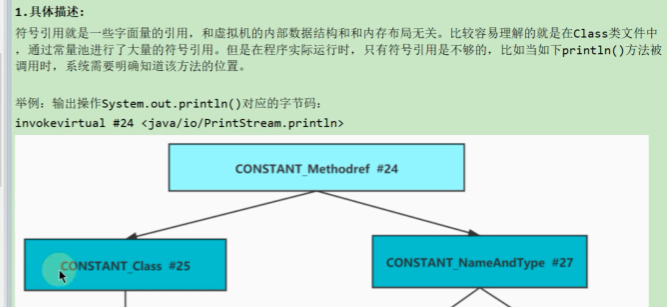 1.具体描述：
符号引用就是一些字面量的引用，和虚拟机的内部数据结构和和内存布局无关。比较容易理解的就是在Class类文件中
，通过常量池进行了大量的符号引用。但是在程序实际运行时，只有符号引用是不够的，比如当如下println()方法被
调用时，系统需要明确知道该方法的位置。
举例：输出操作System.out.println()对应的字节码：
invokevirtual #24 <java/io/PrintStream.println>
CONSTANT_Methodref #24
CONSTANT_Class #25
CONSTANT_NameAndType #27